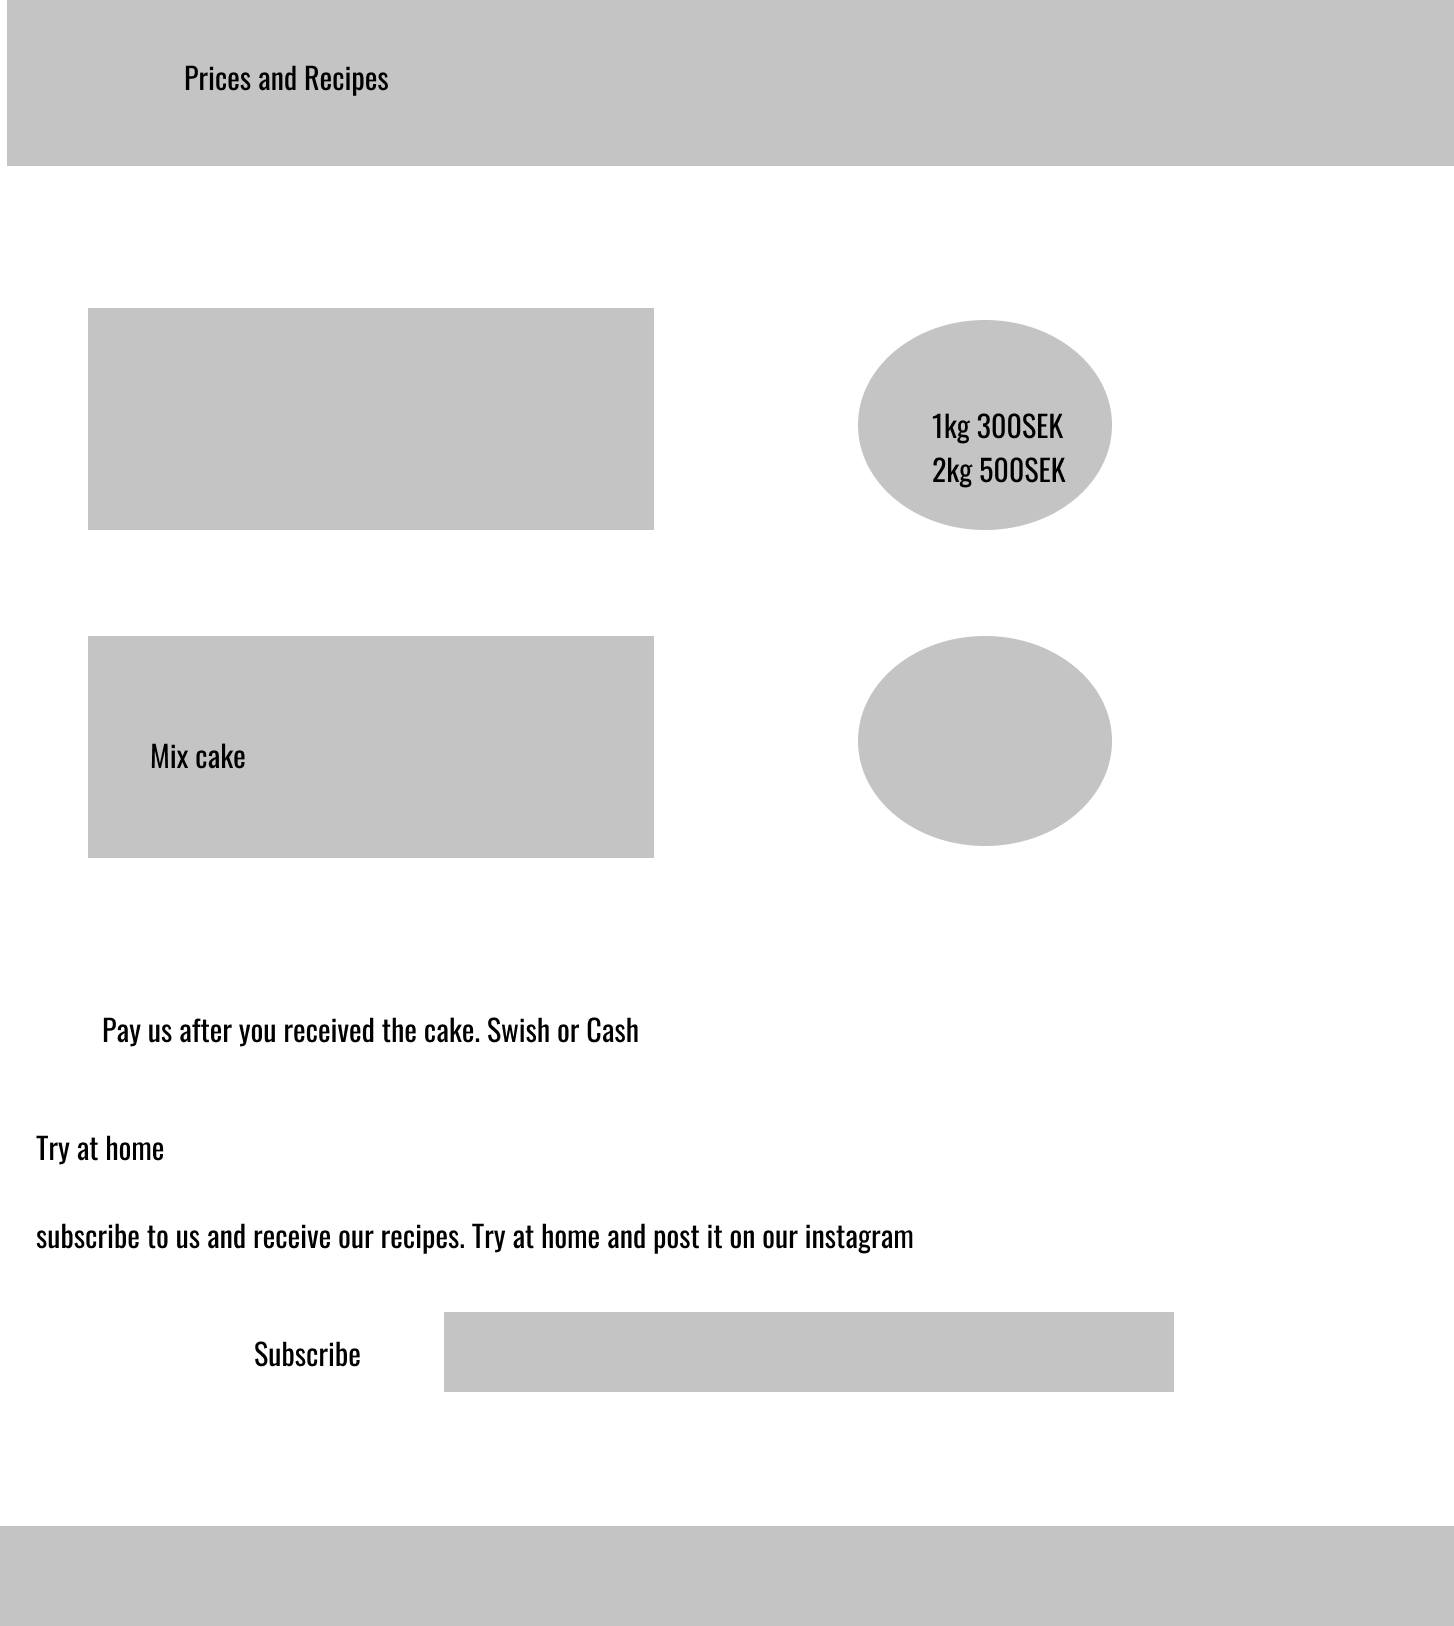 Prices and Recipes
1kg 300SEK
2kg 500SEK
Mix cake
Pay us after you received the cake. Swish or Cash
Try at home
subscribe to us and receive our recipes. Try at home and post it on our instagram
Subscribe